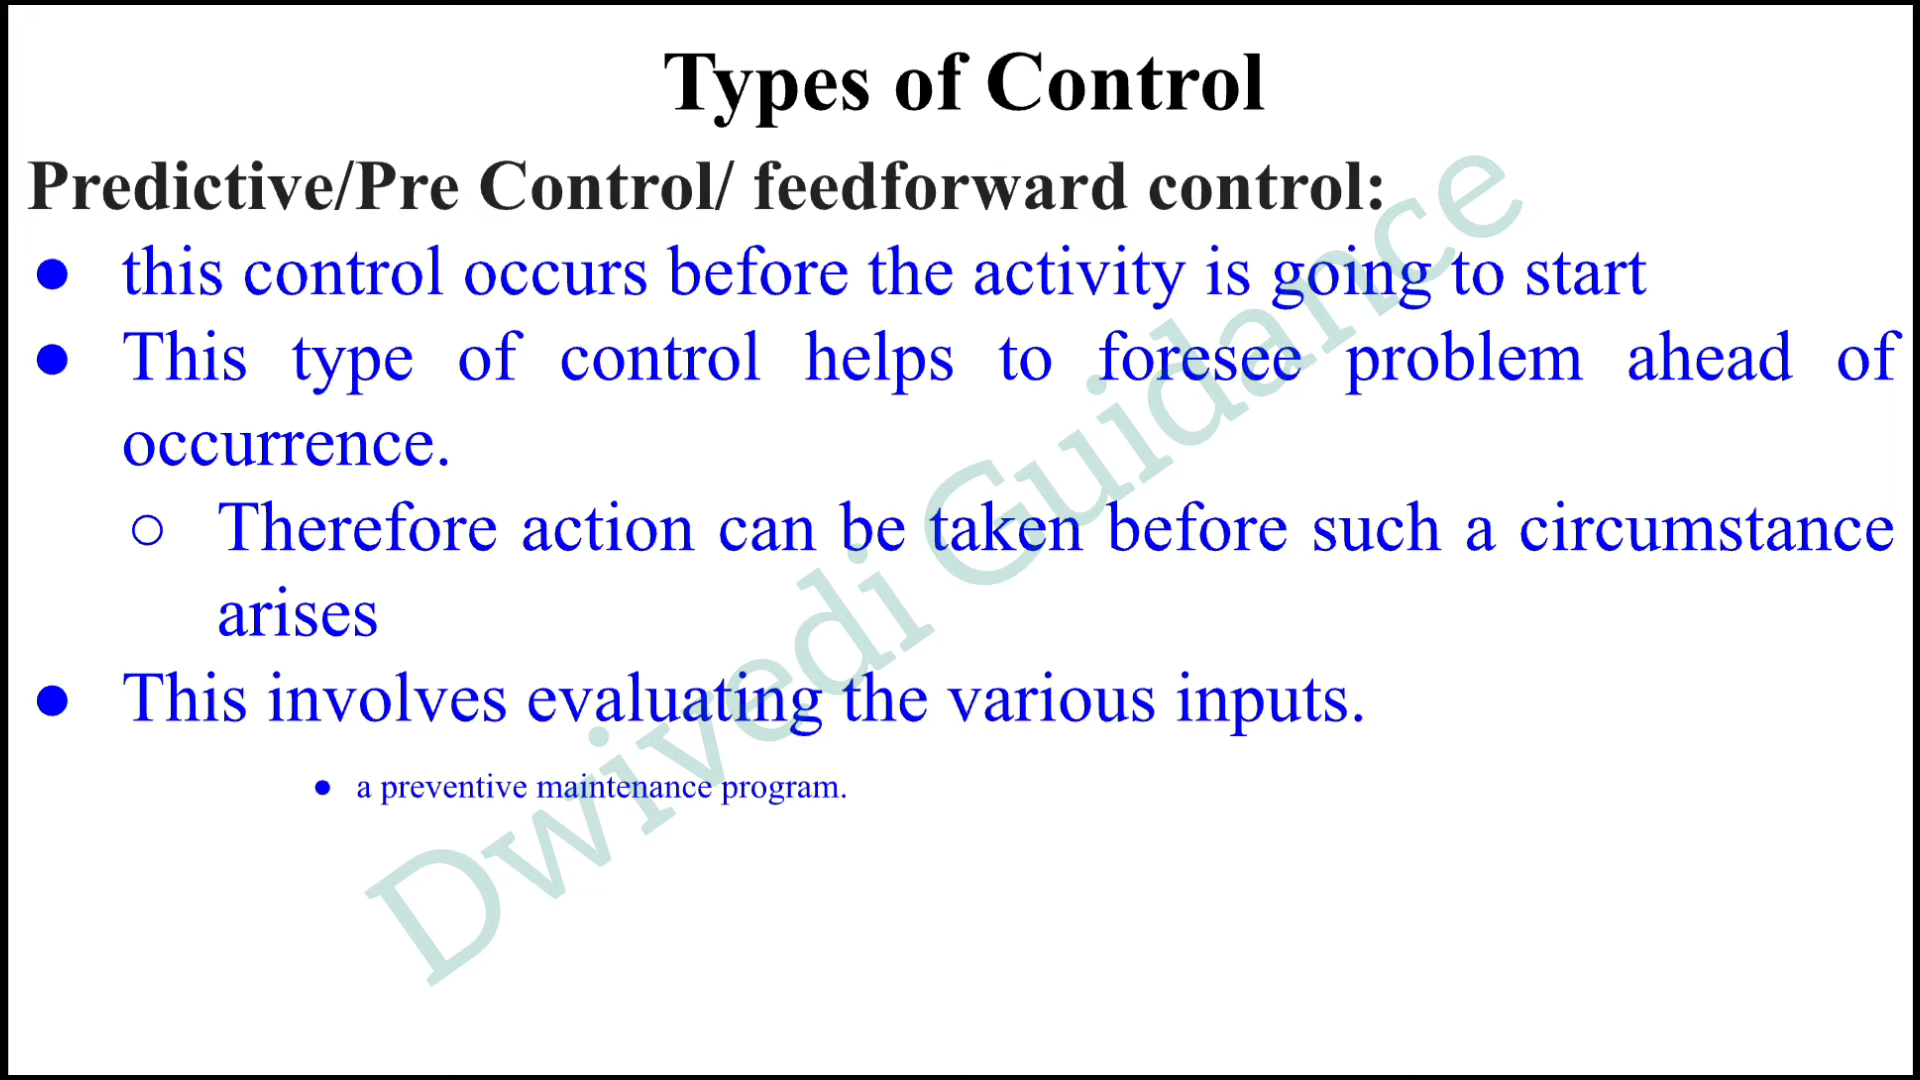 Types of Control
Predictive/Pre Control/ feedforward control:
● this control occurs before the activity is going to start
● This type of control helps to foresee problem ahead of
occurrence.
○ Therefore action can be taken before such a circumstance
arises
● This involves evaluating the various inputs.
● a preventive maintenance program.
Dwivedi Guidance